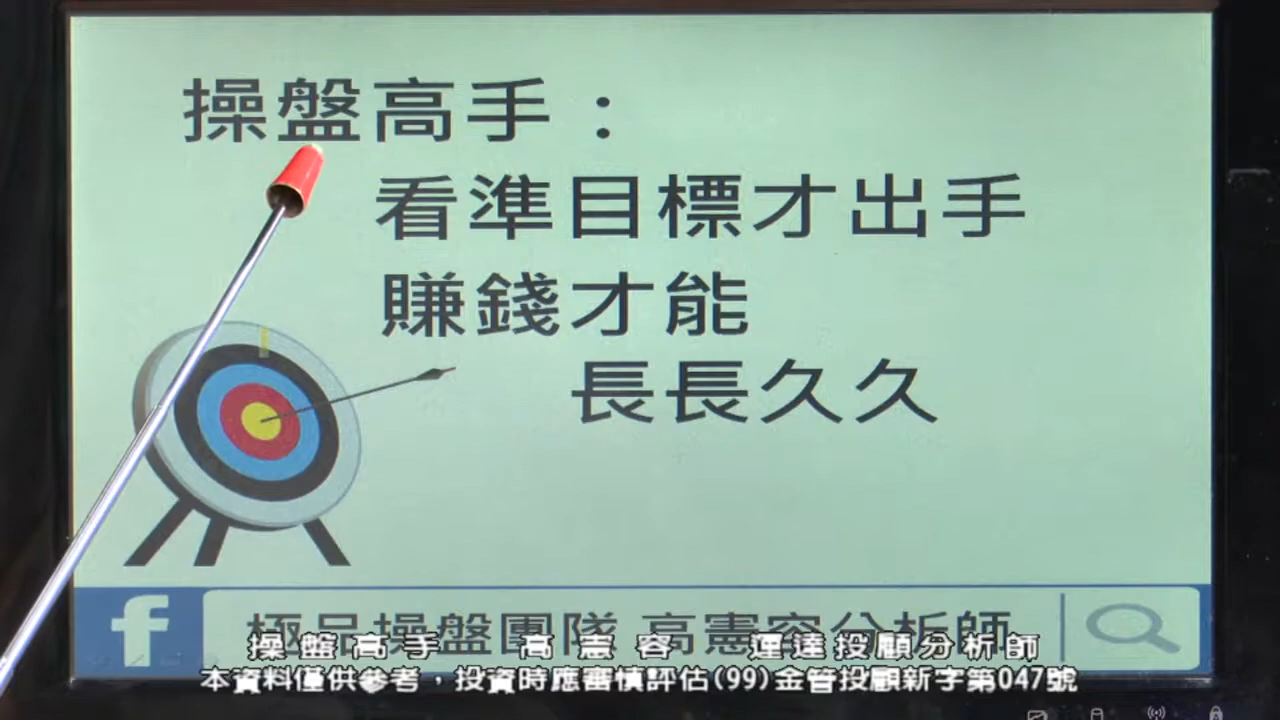 操盤高手：
看準目標才出手
賺錢才能
長長久久
f 極品操盤團隊 高憲容分析師
操盤高手 高憲容 運達投顧分析師
本資料僅供參考，投資時應審慎評估(99)金管投顧新字第047號